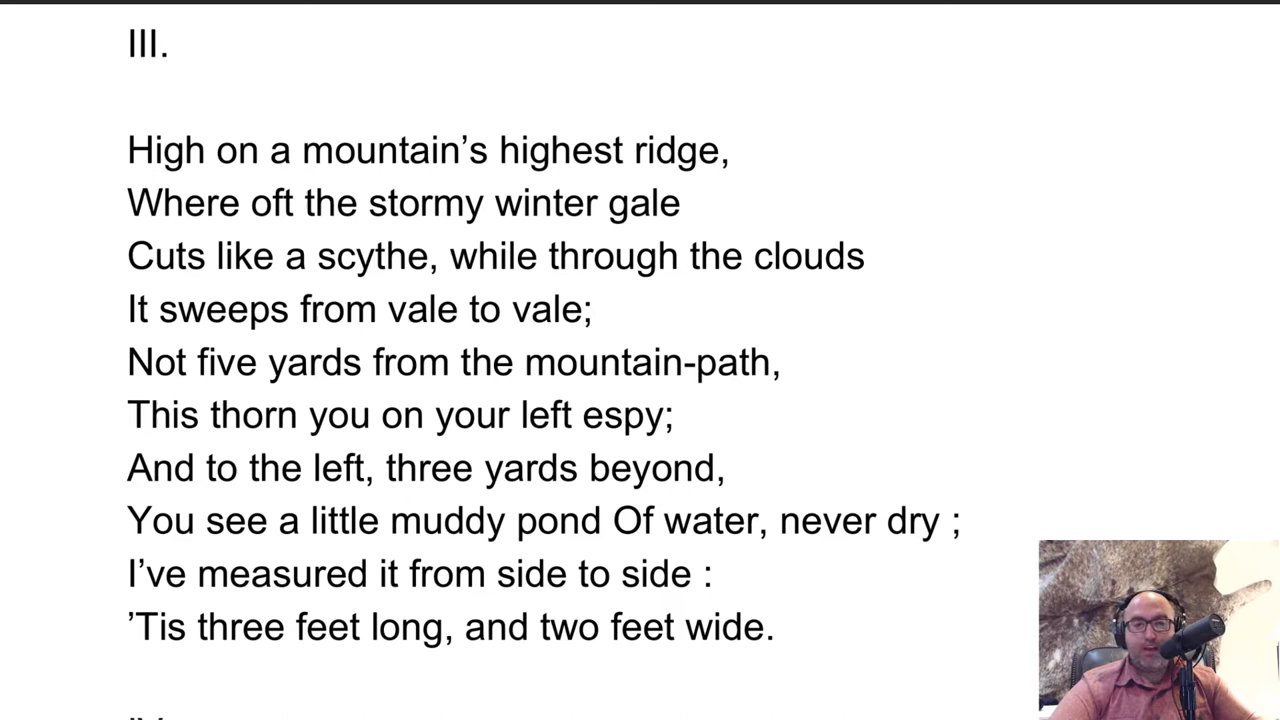 III.
High on a mountain’s highest ridge,
Where oft the stormy winter gale
Cuts like a scythe, while through the clouds
It sweeps from vale to vale;
Not five yards from the mountain-path,
This thorn you on your left espy;
And to the left, three yards beyond,
You see a little muddy pond Of water, never dry ;
I’ve measured it from side to side :
’Tis three feet long, and two feet wide.